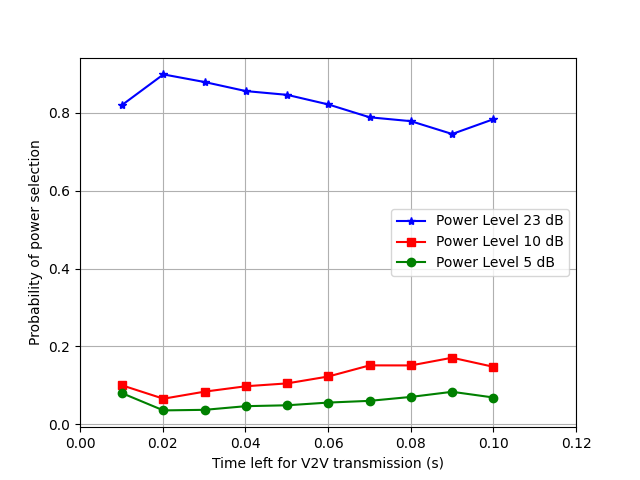 0.8
0.6
0.4
0.2
0.0
Probability of power selection
Power Level 23 dB
Power Level 10 dB
Power Level 5 dB
0.00 0.02 0.04 0.06 0.08 0.10 0.12
Time left for V2V transmission (s)